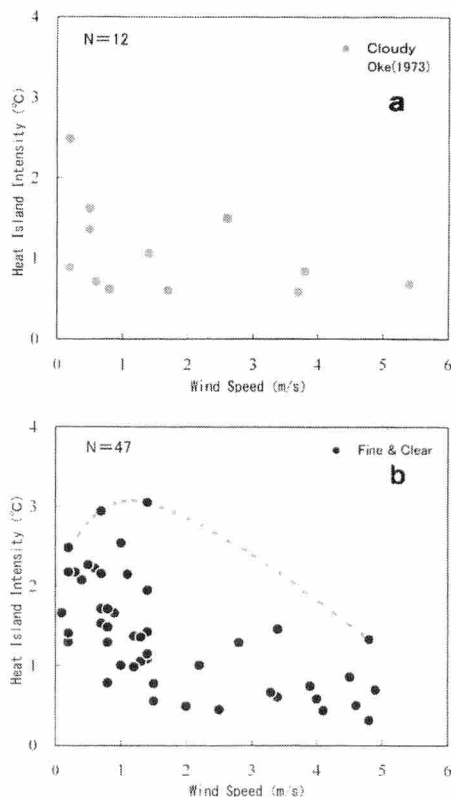 4
N=12
Cloudy
Oke(1973)
a
3
2
1
0
Heat Island Intensity (℃)
0 1 2 3 4 5 6
Wind Speed (m/s)
4
N=47
Fine & Clear
b
3
2
1
0
Heat Island Intensity (℃)
0 1 2 3 4 5 6
Wind Speed (m/s)